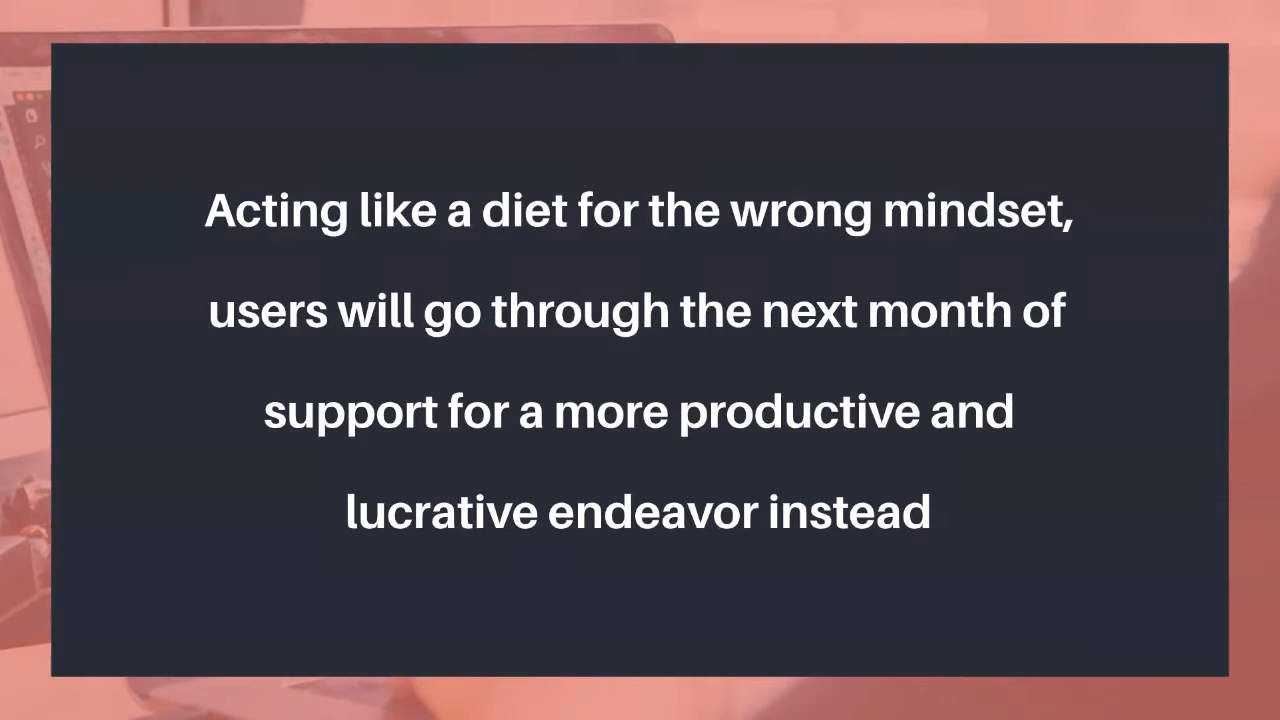 Acting like a diet for the wrong mindset,
users will go through the next month of
support for a more productive and
lucrative endeavor instead